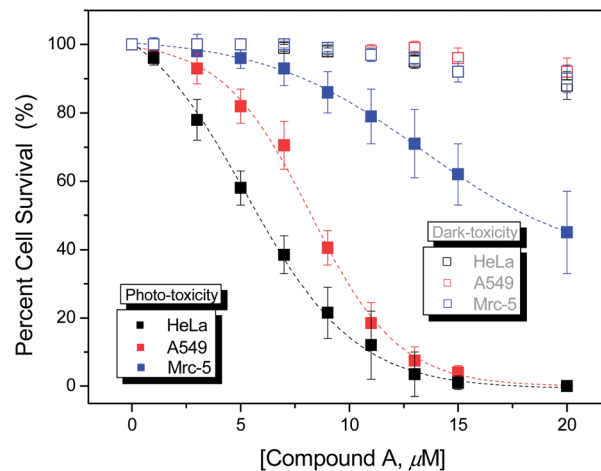 100
80
60
40
20
0
Percent Cell Survival (%)
Dark-toxicity
HeLa
A549
Mrc-5
Photo-toxicity
HeLa
A549
Mrc-5
0 5 10 15 20
[Compound A, μM]